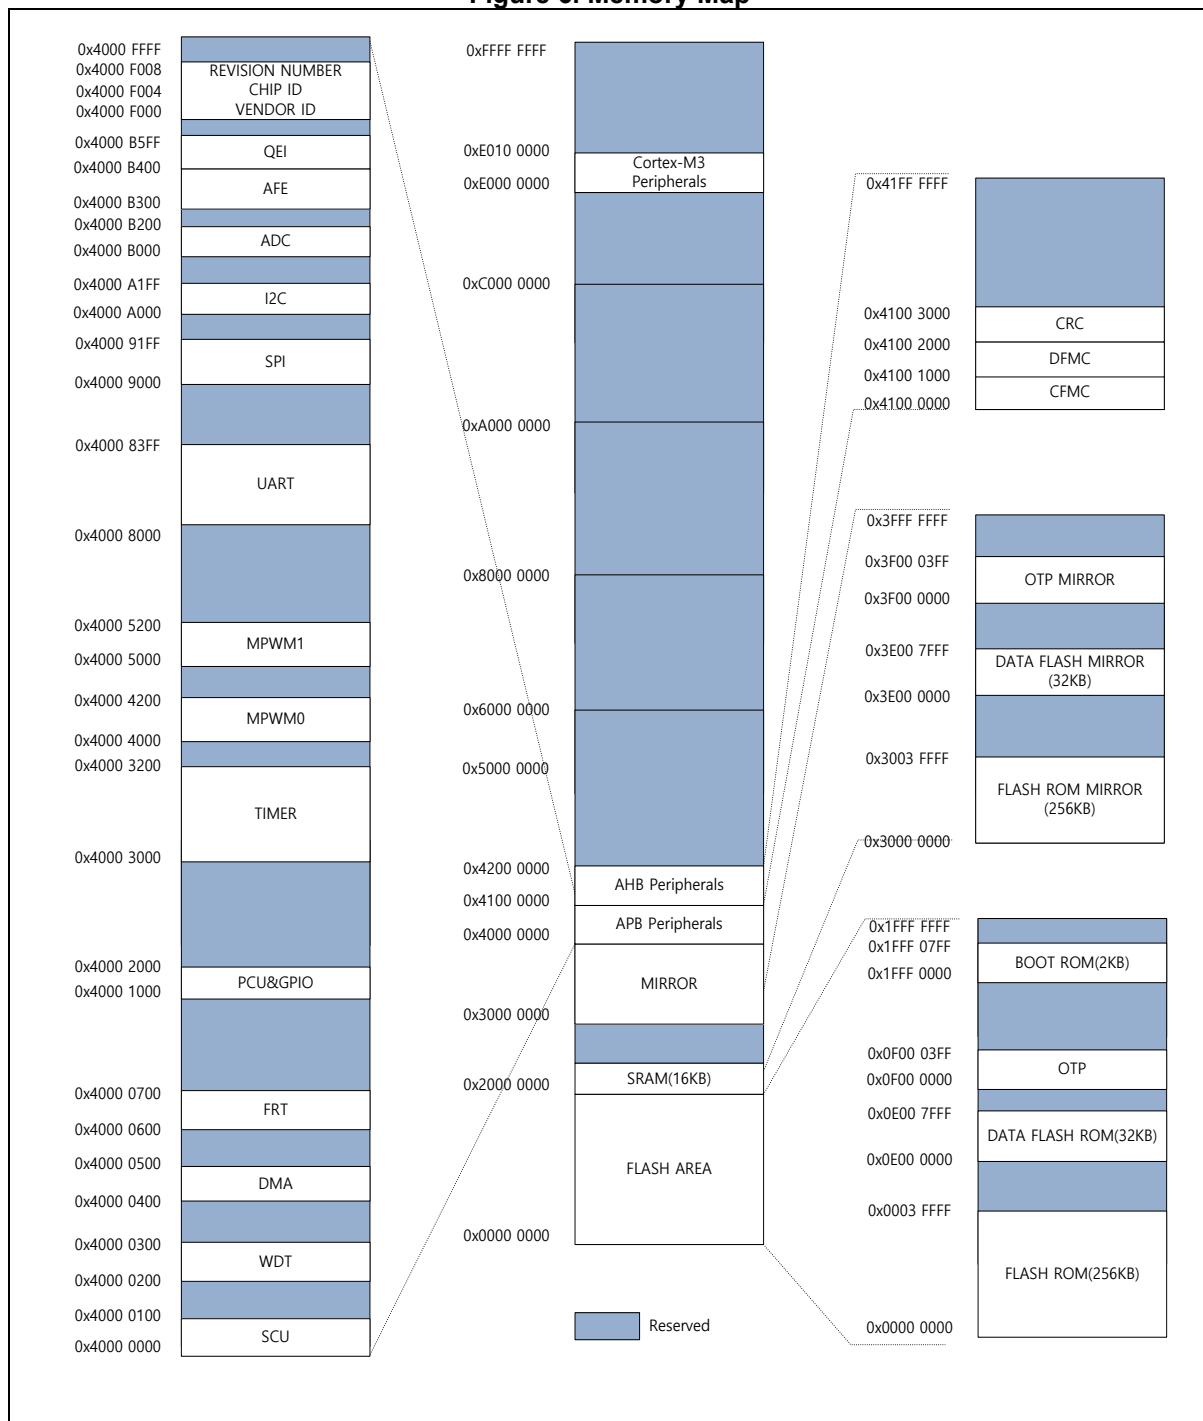 Figure 6. Memory Map
0x4000 FFFF
0x4000 F008
0x4000 F004
0x4000 F000
REVISION NUMBER
CHIP ID
VENDOR ID
0x4000 B5FF
QEI
0x4000 B400
AFE
0x4000 B300
0x4000 B200
ADC
0x4000 B000
0x4000 A1FF
I2C
0x4000 A000
0x4000 91FF
SPI
0x4000 9000
0x4000 83FF
UART
0x4000 8000
0x4000 5200
MPWM1
0x4000 5000
0x4000 4200
MPWM0
0x4000 4000
0x4000 3200
TIMER
0x4000 3000
0x4000 2000
PCU&GPIO
0x4000 1000
0x4000 0700
FRT
0x4000 0600
0x4000 0500
DMA
0x4000 0400
0x4000 0300
WDT
0x4000 0200
0x4000 0100
SCU
0x4000 0000
0xFFFF FFFF
0xE010 0000
Cortex-M3
Peripherals
0xE000 0000
0xC000 0000
0xA000 0000
0x8000 0000
0x6000 0000
0x5000 0000
0x4200 0000
AHB Peripherals
0x4100 0000
APB Peripherals
0x4000 0000
MIRROR
0x3000 0000
SRAM(16KB)
0x2000 0000
FLASH AREA
0x0000 0000
Reserved
0x41FF FFFF
0x4100 3000
CRC
0x4100 2000
DFMC
0x4100 1000
CFMC
0x4100 0000
0x3FFF FFFF
0x3F00 03FF
OTP MIRROR
0x3F00 0000
0x3E00 7FFF
DATA FLASH MIRROR
(32KB)
0x3E00 0000
0x3003 FFFF
FLASH ROM MIRROR
(256KB)
0x3000 0000
0x1FFF FFFF
0x1FFF 07FF
BOOT ROM(2KB)
0x1FFF 0000
0x0F00 03FF
OTP
0x0F00 0000
0x0E00 7FFF
DATA FLASH ROM(32KB)
0x0E00 0000
0x0003 FFFF
FLASH ROM(256KB)
0x0000 0000